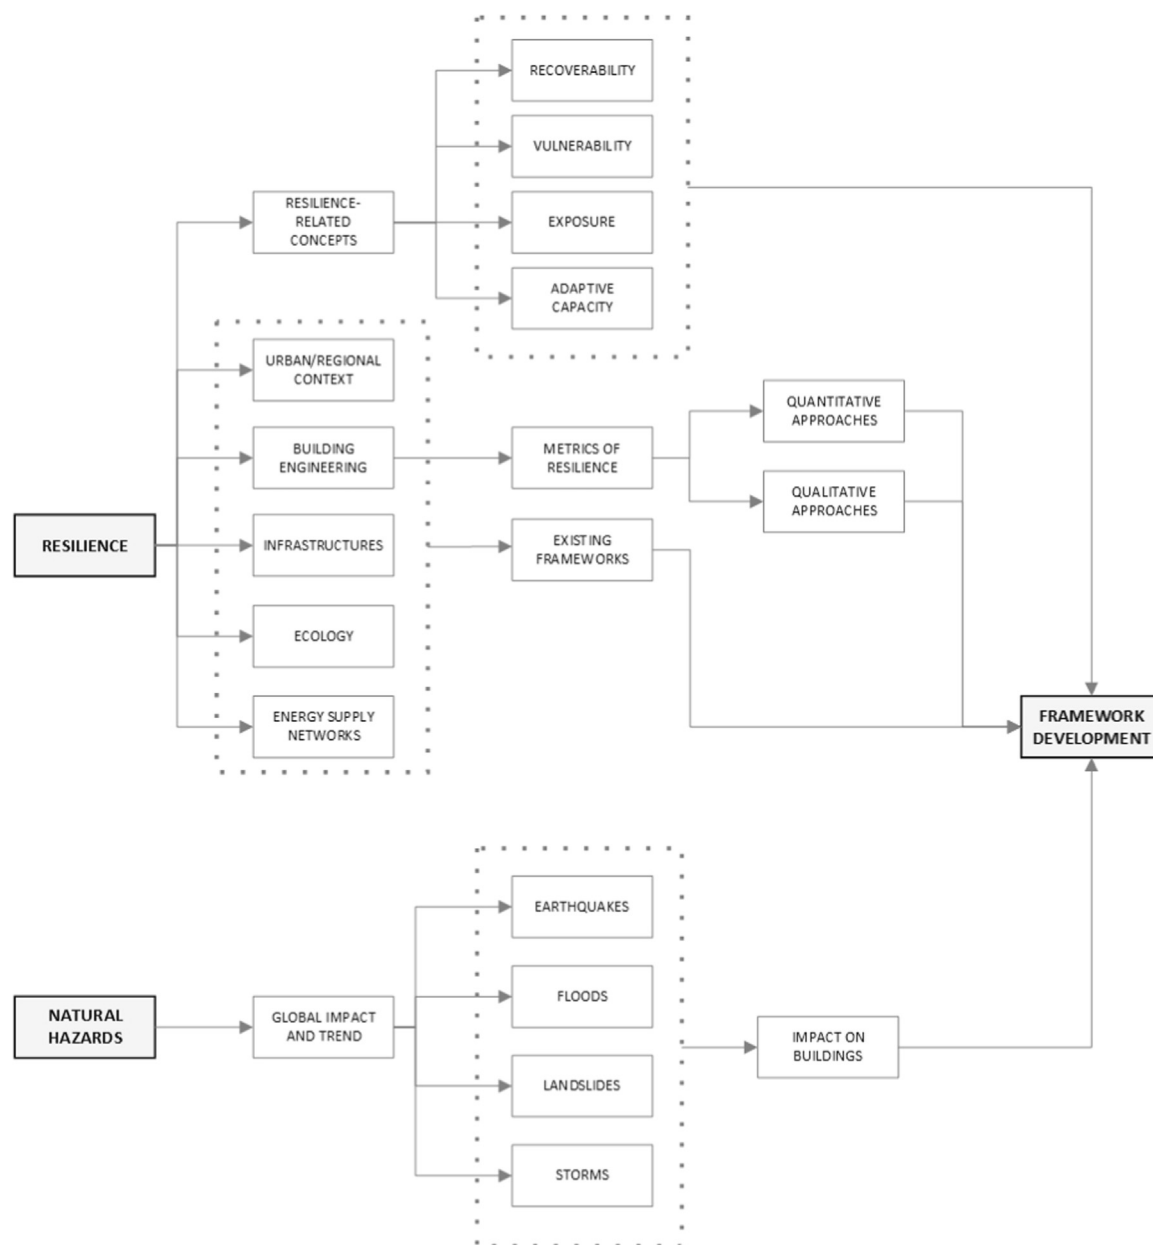 RECOVERABILITY
VULNERABILITY
RESILIENCE-
RELATED
CONCEPTS
EXPOSURE
ADAPTIVE
CAPACITY
URBAN/REGIONAL
CONTEXT
BUILDING
ENGINEERING
METRICS OF
RESILIENCE
QUANTITATIVE
APPROACHES
QUALITATIVE
APPROACHES
RESILIENCE
INFRASTRUCTURES
EXISTING
FRAMEWORKS
ECOLOGY
ENERGY SUPPLY
NETWORKS
FRAMEWORK
DEVELOPMENT
EARTHQUAKES
NATURAL
HAZARDS
GLOBAL IMPACT
AND TREND
FLOODS
LANDSLIDES
STORMS
IMPACT ON
BUILDINGS